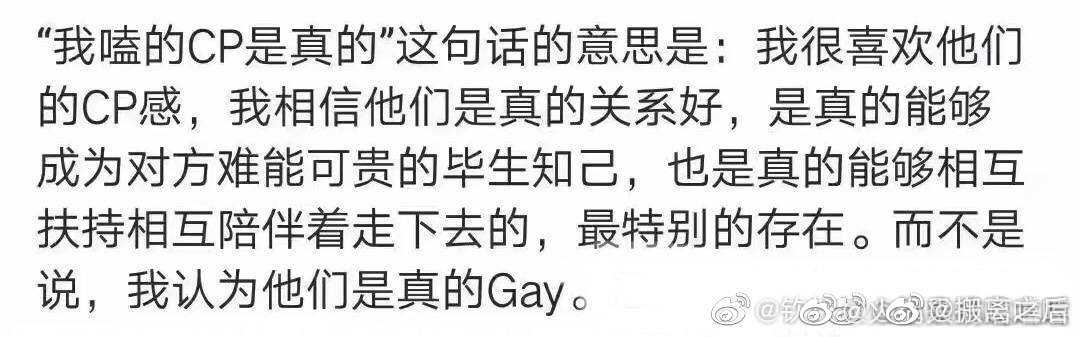 “我嗑的CP是真的”这句话的意思是：我很喜欢他们
的CP感，我相信他们是真的关系好，是真的能够
成为对方难能可贵的毕生知己，也是真的能够相互
扶持相互陪伴着走下去的，最特别的存在。而不是
说，我认为他们是真的Gay。
@搬离之后